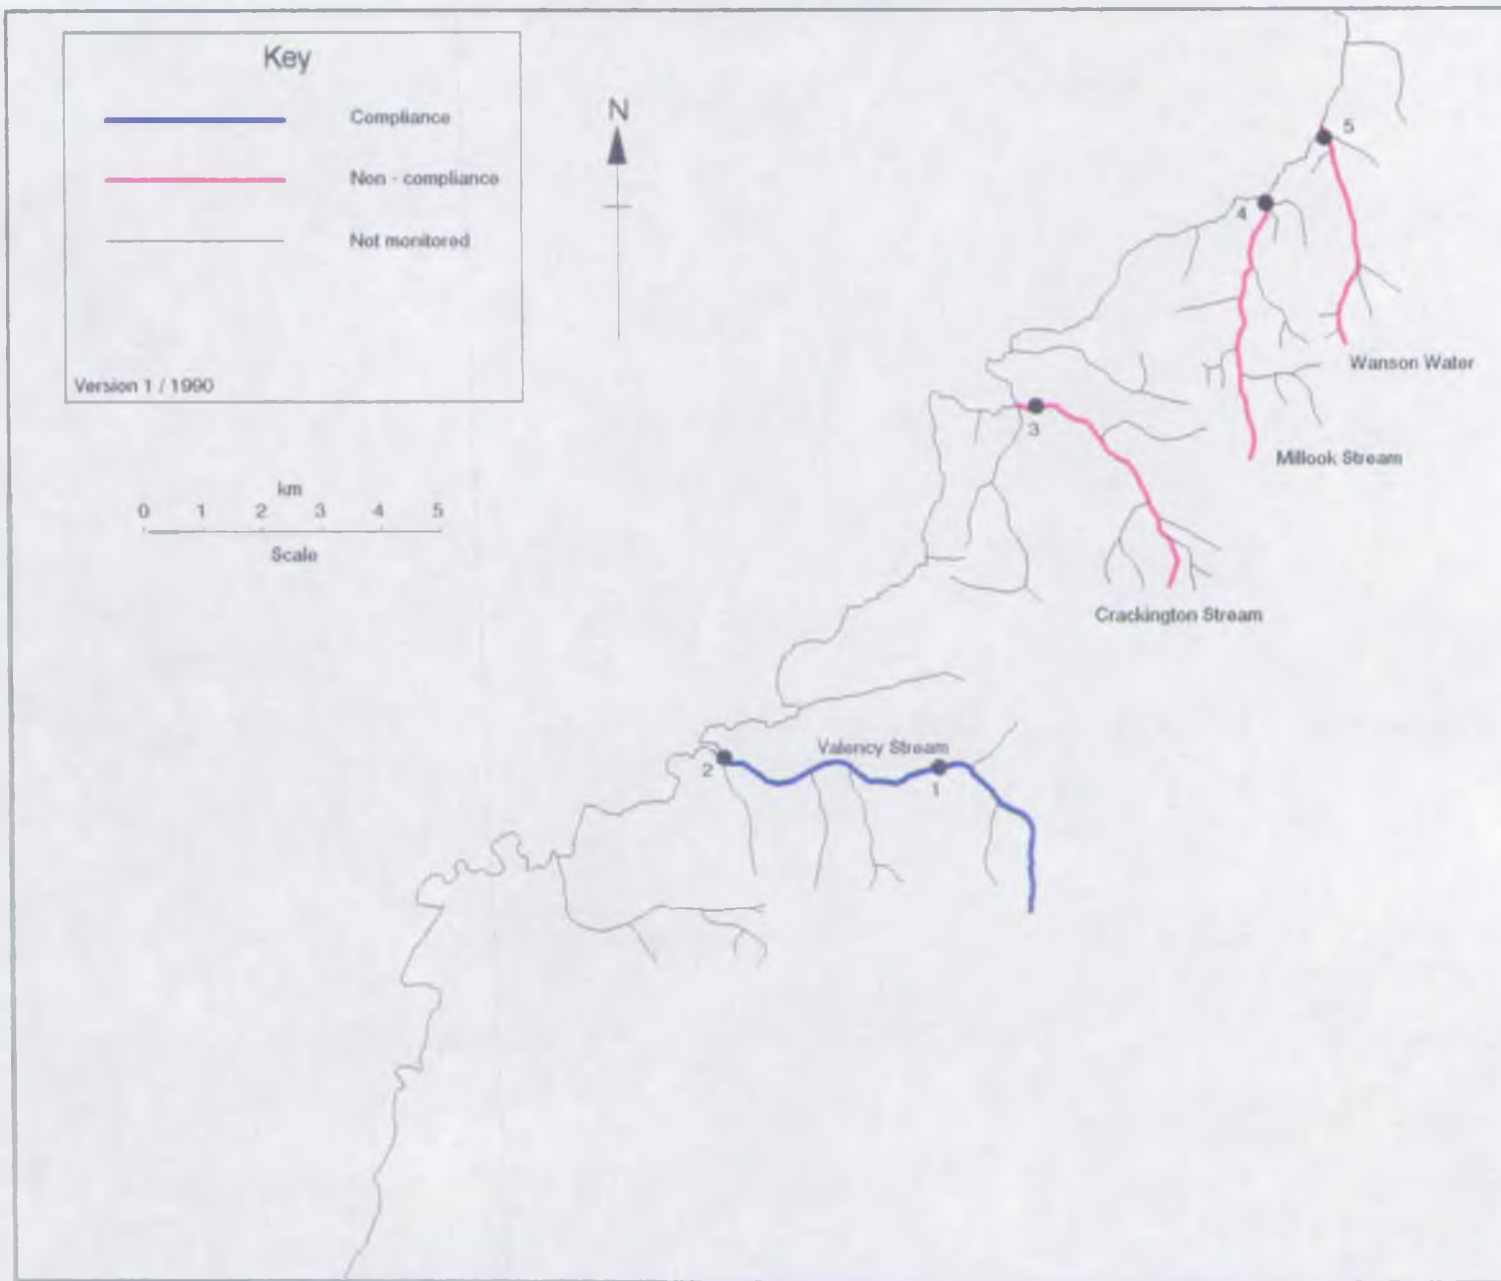 Key
Compliance
Non - compliance
Not monitored
Version 1 / 1990
N
km
0 1 2 3 4 5
Scale
5
4
Wanson Water
3
Millook Stream
Crackington Stream
Valency Stream
2
1